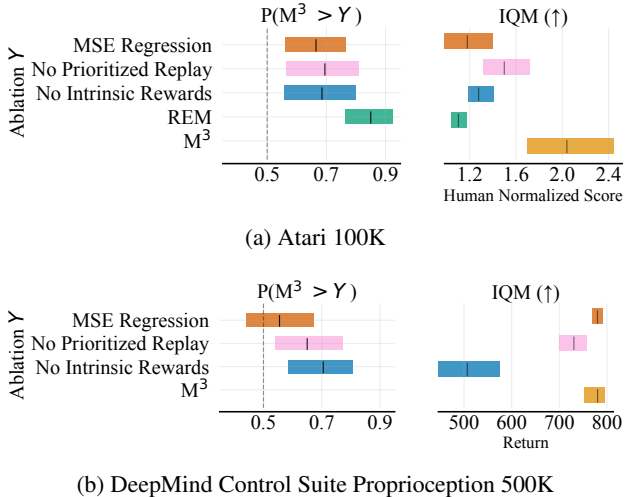 P(M³ > Y) IQM (↑)
Ablation Y
MSE Regression
No Prioritized Replay
No Intrinsic Rewards
REM
M³
0.5 0.7 0.9 1.2 1.6 2.0 2.4
Human Normalized Score
(a) Atari 100K
P(M³ > Y) IQM (↑)
Ablation Y
MSE Regression
No Prioritized Replay
No Intrinsic Rewards
M³
0.5 0.7 0.9 500 600 700 800
Return
(b) DeepMind Control Suite Proprioception 500K